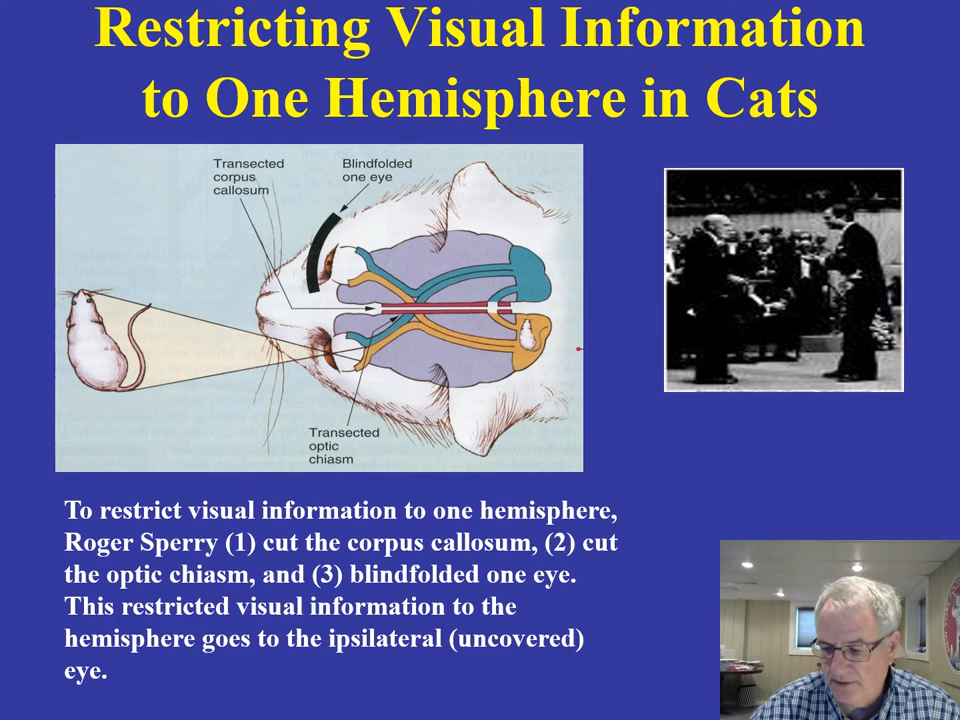 Restricting Visual Information
to One Hemisphere in Cats
Transected
corpus
callosum
Blindfolded
one eye
Transected
optic
chiasm
To restrict visual information to one hemisphere,
Roger Sperry (1) cut the corpus callosum, (2) cut
the optic chiasm, and (3) blindfolded one eye.
This restricted visual information to the
hemisphere goes to the ipsilateral (uncovered)
eye.